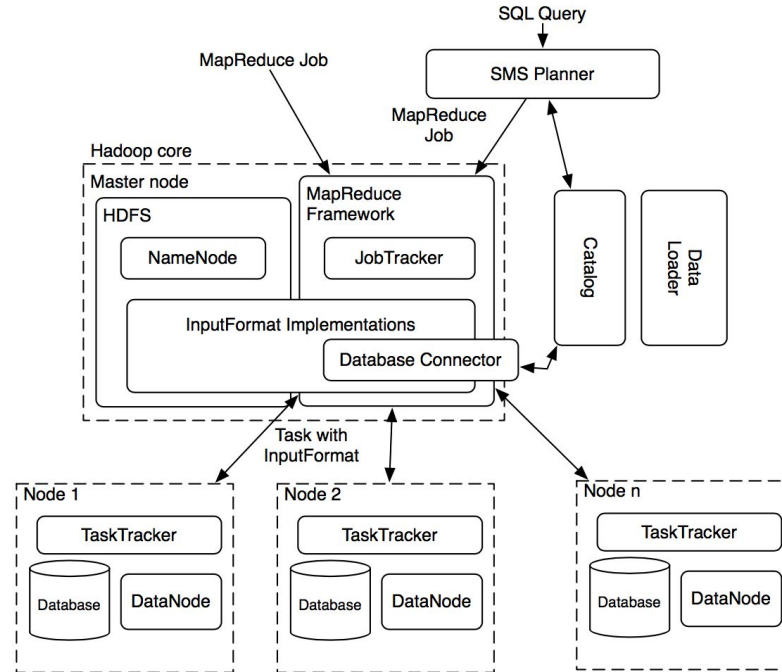 SQL Query
SMS Planner
MapReduce Job
MapReduce
Job
Hadoop core
Master node
HDFS
MapReduce
Framework
NameNode
JobTracker
InputFormat Implementations
Database Connector
Catalog
Data
Loader
Task with
InputFormat
Node 1
TaskTracker
Database
DataNode
Node 2
TaskTracker
Database
DataNode
Node n
TaskTracker
Database
DataNode